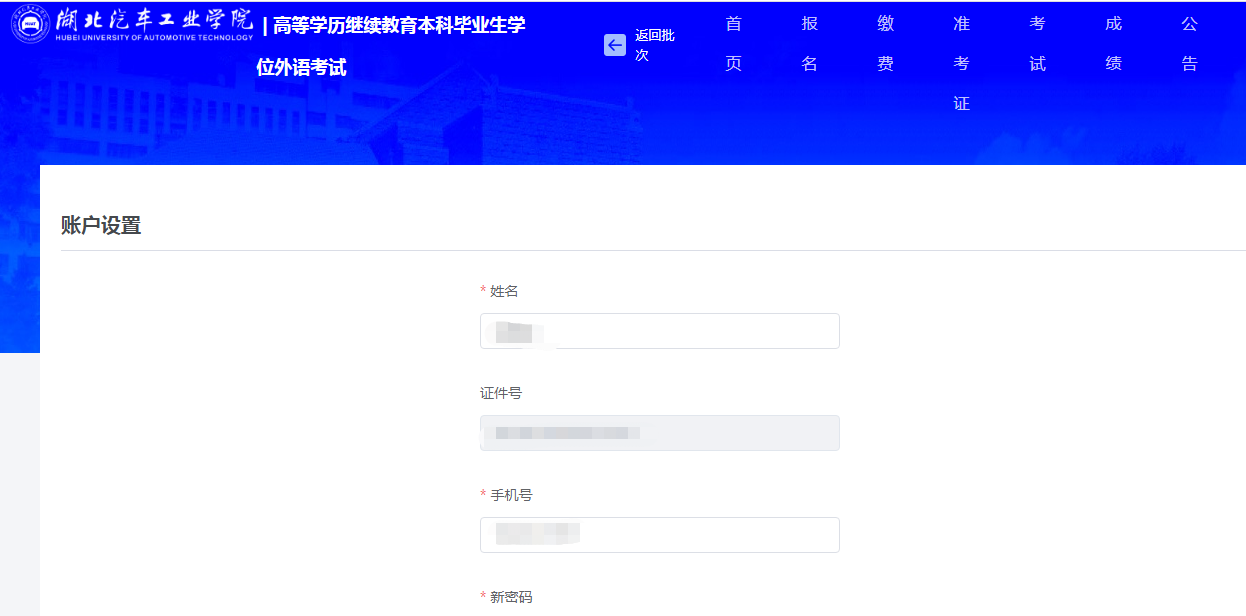 湖北汽车工业学院
HUBEI UNIVERSITY OF AUTOMOTIVE TECHNOLOGY
| 高等学历继续教育本科毕业生学
位外语考试
返回批
次
首
页
报
名
缴
费
准
考
证
考
试
成
绩
公
告
账户设置
* 姓名
证件号
* 手机号
* 新密码